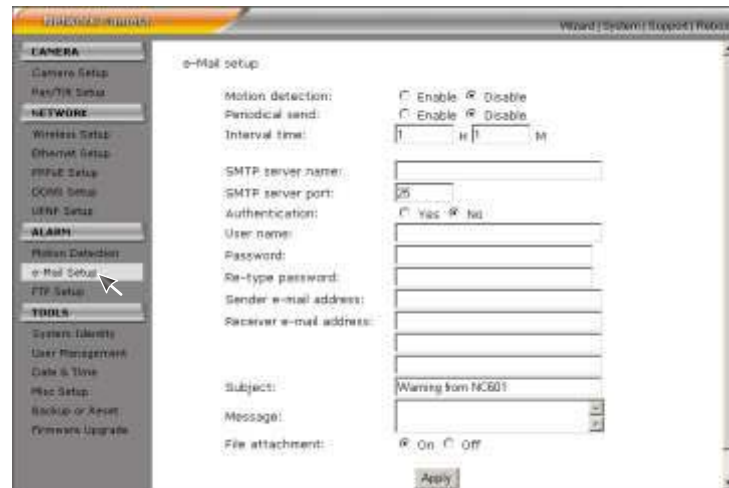 Wizard | System | Support | Reboot
CAMERA
Camera Setup
Pan/Tilt Setup
NETWORK
Wireless Setup
Ethernet Setup
PPPoE Setup
DDNS Setup
UPNP Setup
ALARM
Motion Detection
e-Mail Setup
FTP Setup
TOOLS
System Identity
User Management
Date & Time
Misc Setup
Backup or Reset
Firmware Upgrade
e-Mail setup
Motion detection: Enable Disable
Periodical send: Enable Disable
Interval time: 1 H 1 M
SMTP server name:
SMTP server port: 25
Authentication: Yes No
User name:
Password:
Re-type password:
Sender e-mail address:
Receiver e-mail address:
Subject: Warning from NC601
Message:
File attachment: On Off
Apply